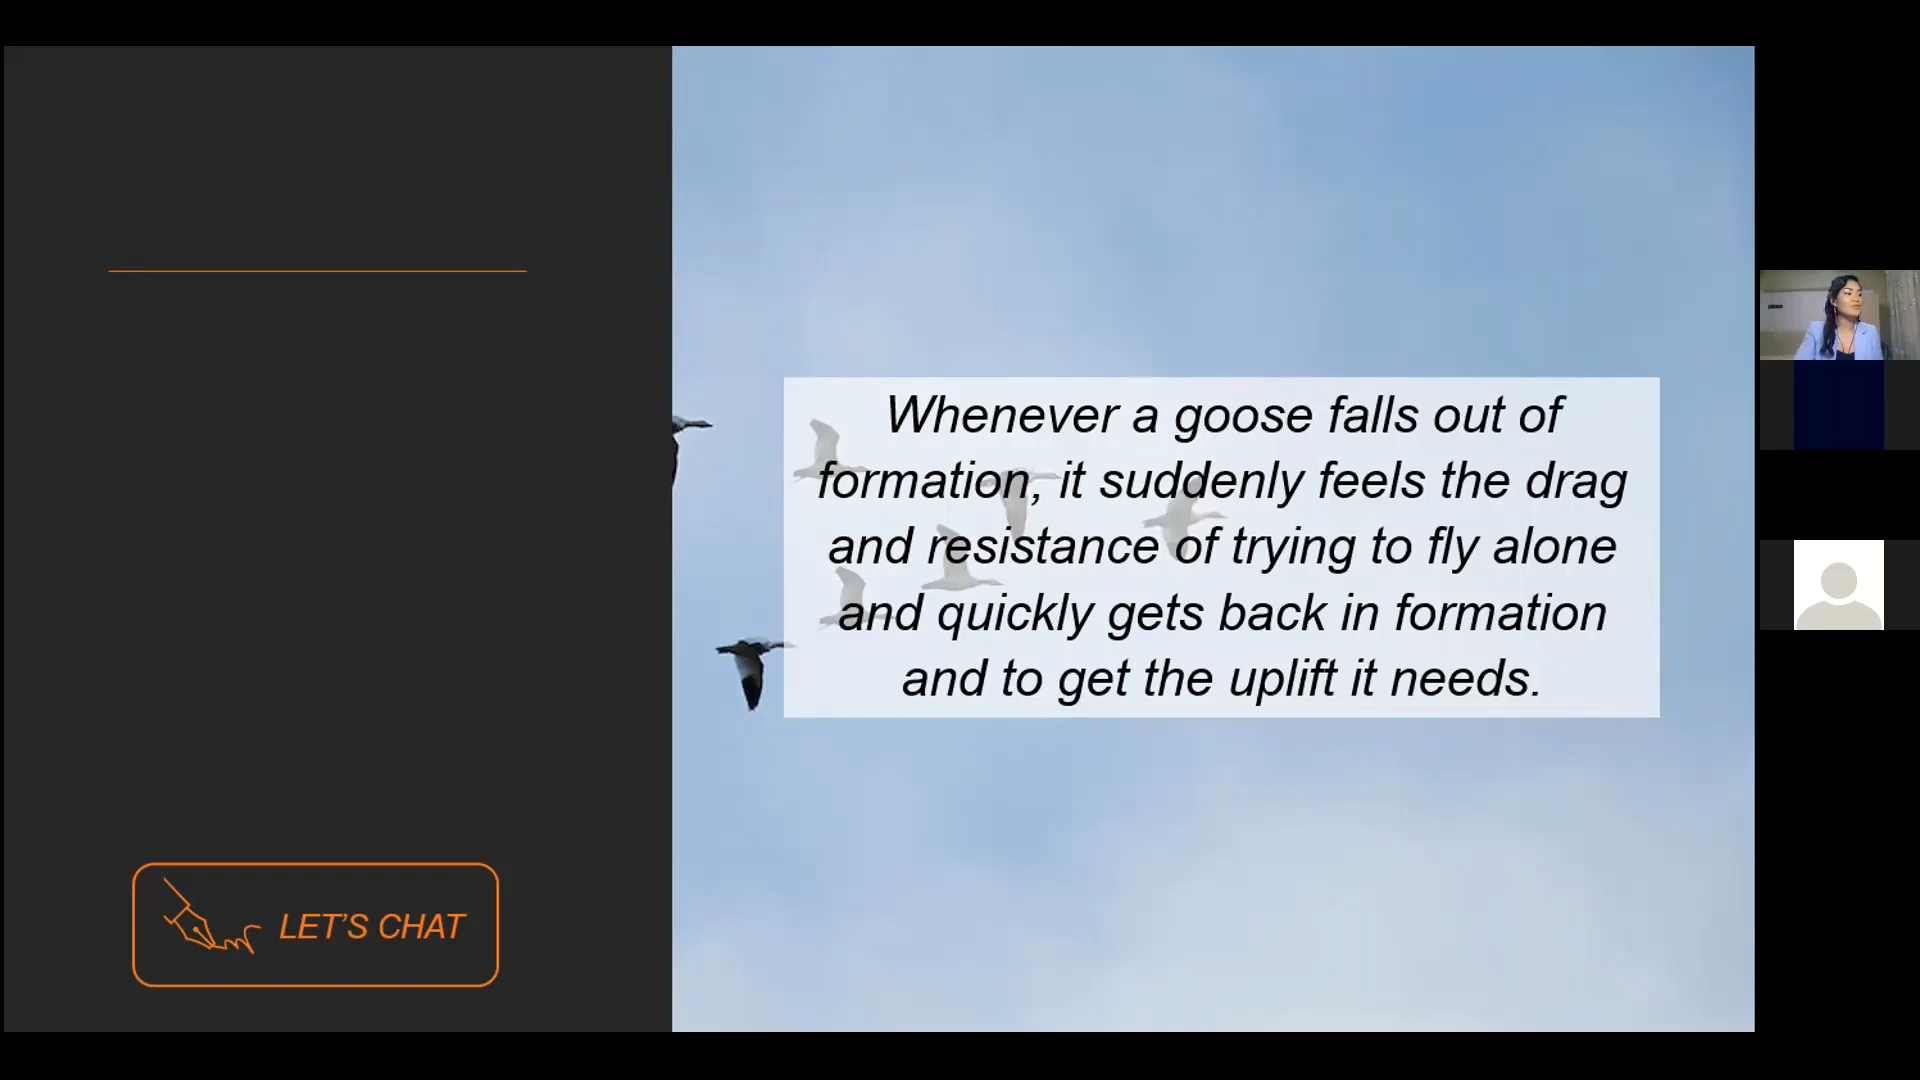 Whenever a goose falls out of
formation, it suddenly feels the drag
and resistance of trying to fly alone
and quickly gets back in formation
and to get the uplift it needs.
LET’S CHAT